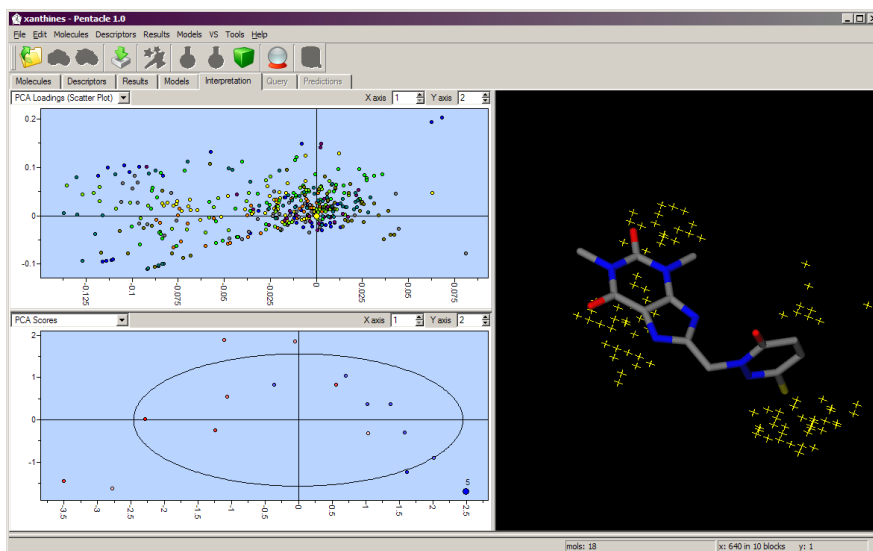 xanthines - Pentacle 1.0
File Edit Molecules Descriptors Results Models VS Tools Help
Molecules Descriptors Results Models Interpretation Query Predictions
PCA Loadings (Scatter Plot) X axis 1 Y axis 2
0.2
0.1
0
-0.1
-0.125 -0.1 -0.075 -0.05 -0.025 0 0.025 0.05 0.075
PCA Scores X axis 1 Y axis 2
2
1
0
-1
5
-3.5 -3 -2.5 -2 -1.5 -1 -0.5 0 -0.5 -1 -1.5 -2 -2.5
mols: 18 x: 640 in 10 blocks y: 1